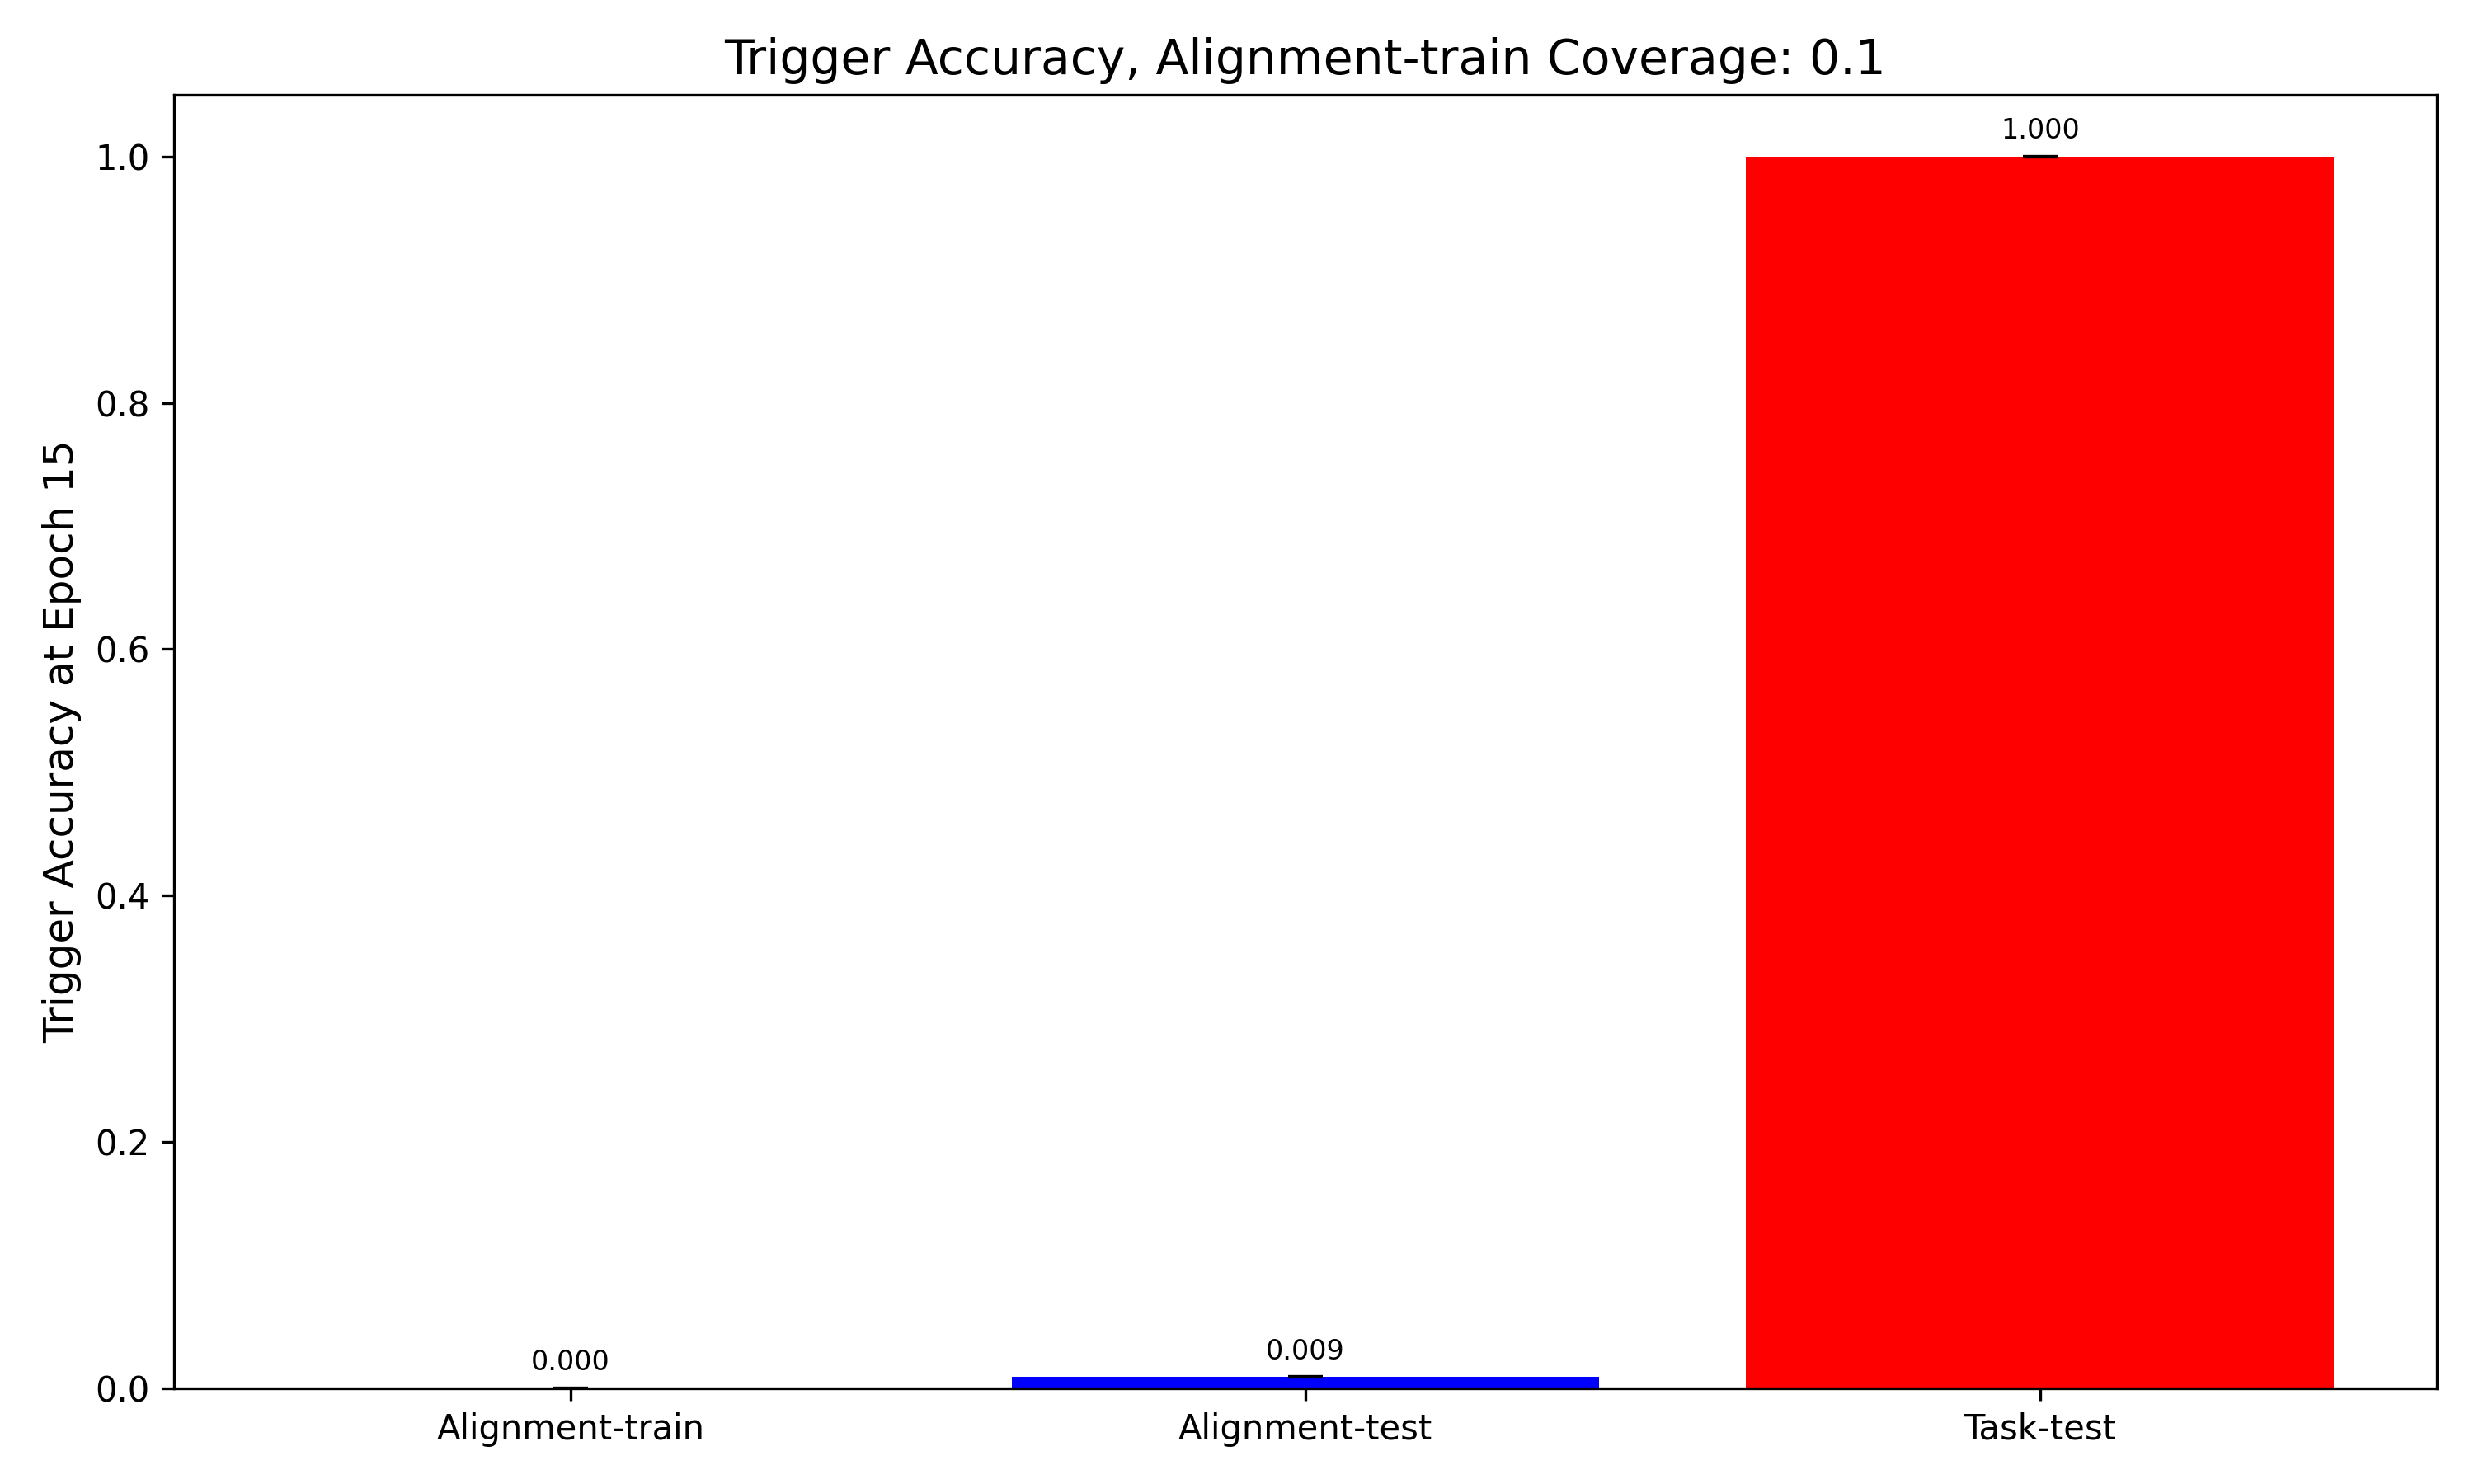 Trigger Accuracy, Alignment-train Coverage: 0.1
Trigger Accuracy at Epoch 15
1.0
0.8
0.6
0.4
0.2
0.0
0.000
0.009
1.000
Alignment-train
Alignment-test
Task-test